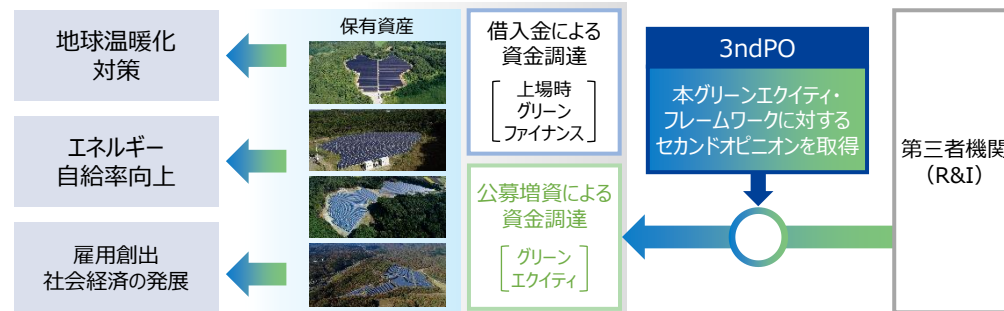 地球温暖化
対策
エネルギー
自給率向上
雇用創出
社会経済の発展
保有資産
借入金による
資金調達
上場時
グリーン
ファイナンス
公募増資による
資金調達
グリーン
エクイティ
3ndPO
本グリーンエクイティ・
フレームワークに対する
セカンドオピニオンを取得
第三者機関
（R&I）